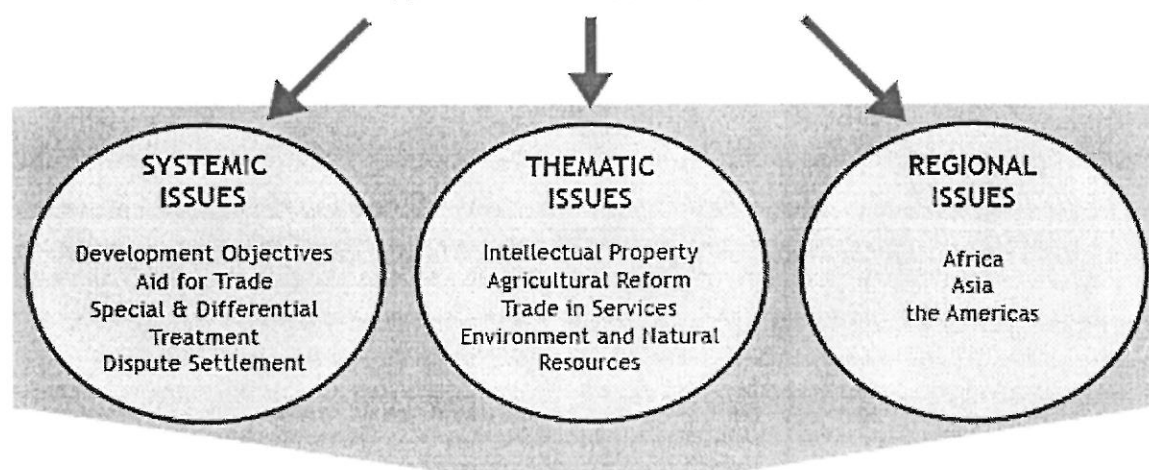 SYSTEMIC
ISSUES
Development Objectives
Aid for Trade
Special & Differential
Treatment
Dispute Settlement
THEMATIC
ISSUES
Intellectual Property
Agricultural Reform
Trade in Services
Environment and Natural
Resources
REGIONAL
ISSUES
Africa
Asia
the Americas